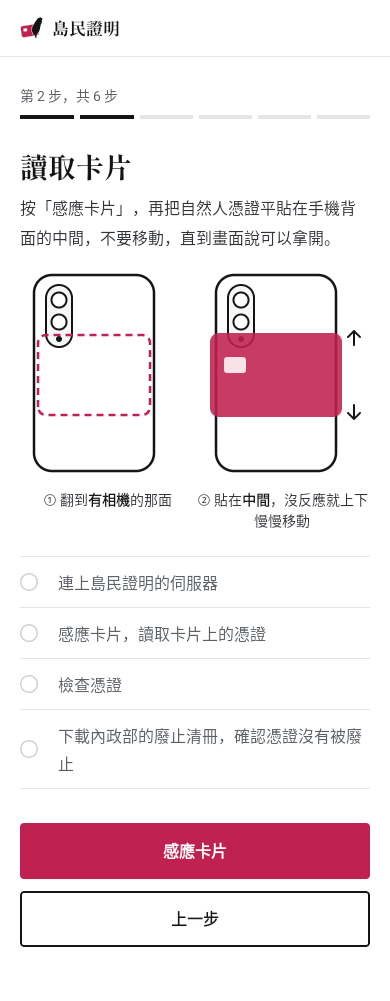 島民證明
第 2 步，共 6 步
讀取卡片
按「感應卡片」，再把自然人憑證平貼在手機背
面的中間，不要移動，直到畫面說可以拿開。
① 翻到有相機的那面
② 貼在中間，沒反應就上下
慢慢移動
連上島民證明的伺服器
感應卡片，讀取卡片上的憑證
檢查憑證
下載內政部的廢止清冊，確認憑證沒有被廢
止
感應卡片
上一步